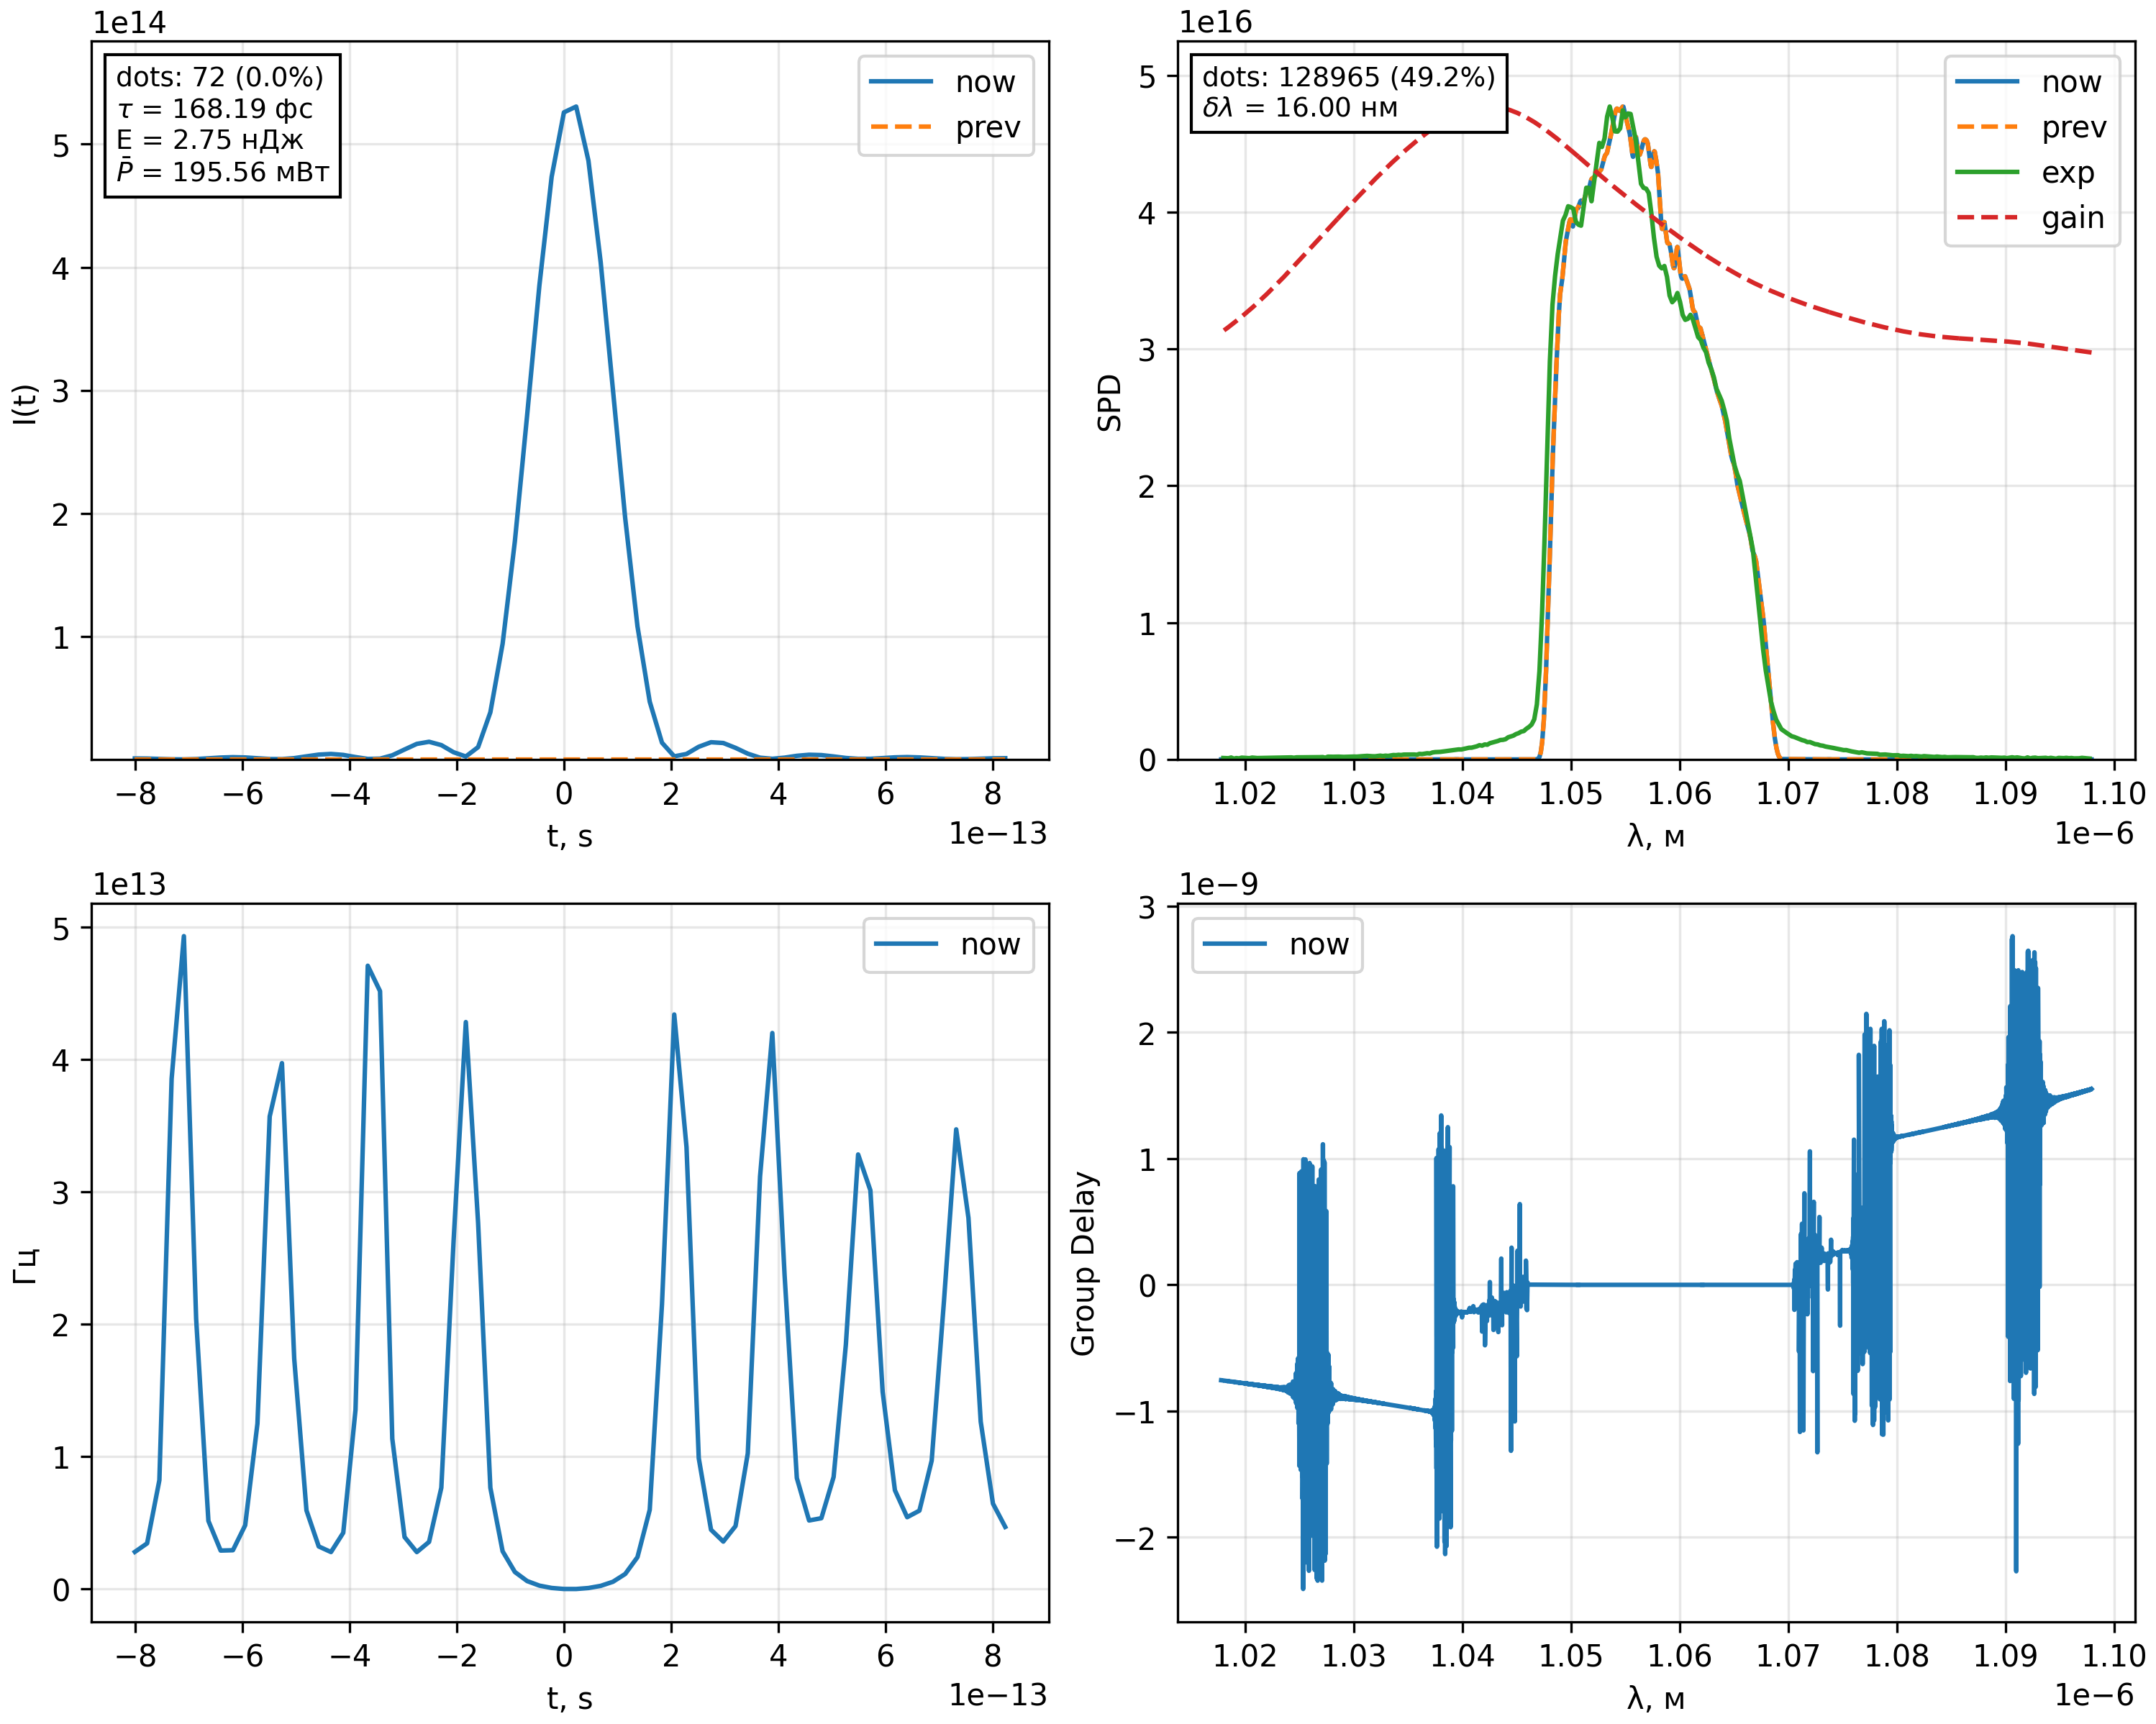 1e14
dots: 72 (0.0%)
τ = 168.19 фс
E = 2.75 нДж
P̄ = 195.56 мВт
now
prev
5
4
3
2
1
I(t)
−8 −6 −4 −2 0 2 4 6 8
t, s
1e−13
1e16
dots: 128965 (49.2%)
δλ = 16.00 нм
now
prev
exp
gain
5
4
3
2
1
0
SPD
1.02 1.03 1.04 1.05 1.06 1.07 1.08 1.09 1.10
λ, м
1e−6
1e13
now
5
4
3
2
1
0
Гц
−8 −6 −4 −2 0 2 4 6 8
t, s
1e−13
1e−9
now
3
2
1
0
−1
−2
Group Delay
1.02 1.03 1.04 1.05 1.06 1.07 1.08 1.09 1.10
λ, м
1e−6